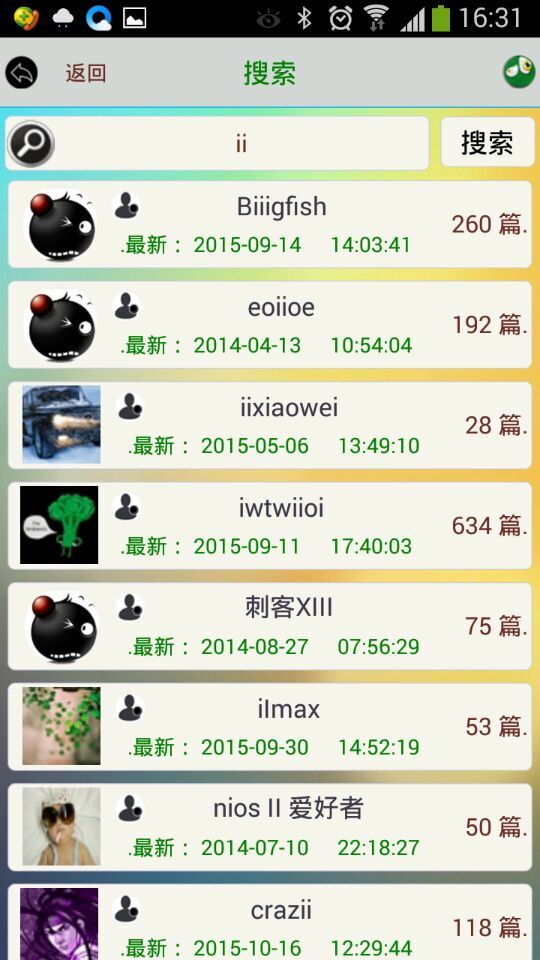 16:31
返回
搜索
ii
搜索
Biiigfish
260 篇.
.最新： 2015-09-14 14:03:41
eoiioe
192 篇.
.最新： 2014-04-13 10:54:04
iixiaowei
28 篇.
.最新： 2015-05-06 13:49:10
iwtwiioi
634 篇.
.最新： 2015-09-11 17:40:03
刺客XIII
75 篇.
.最新： 2014-08-27 07:56:29
iImax
53 篇.
.最新： 2015-09-30 14:52:19
nios II 爱好者
50 篇.
.最新： 2014-07-10 22:18:27
crazii
118 篇.
.最新： 2015-10-16 12:29:44